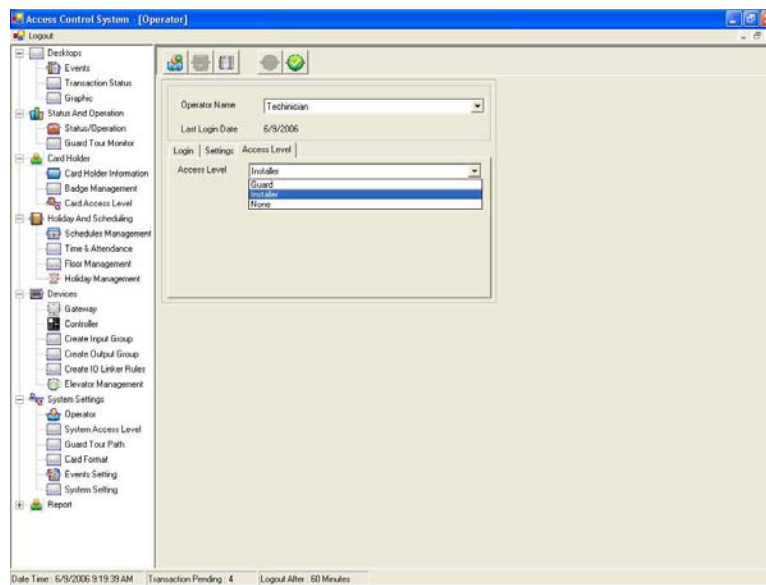 Access Control System - [Operator]
Logout
Desktops
Events
Transaction Status
Graphic
Status And Operation
Status/Operation
Guard Tour Monitor
Card Holder
Card Holder Information
Badge Management
Card Access Level
Holiday And Scheduling
Schedules Management
Time & Attendance
Floor Management
Holiday Management
Devices
Gateway
Controller
Create Input Group
Create Output Group
Create IO Linker Rules
Elevator Management
System Settings
Operator
System Access Level
Guard Tour Path
Card Format
Events Setting
System Setting
Report
Operator Name Techinician
Last Login Date 6/9/2006
Login Settings Access Level
Access Level Installer
Guard
Installer
None
Date Time : 6/9/2006 9:19:39 AM Transaction Pending : 4 Logout After : 60 Minutes